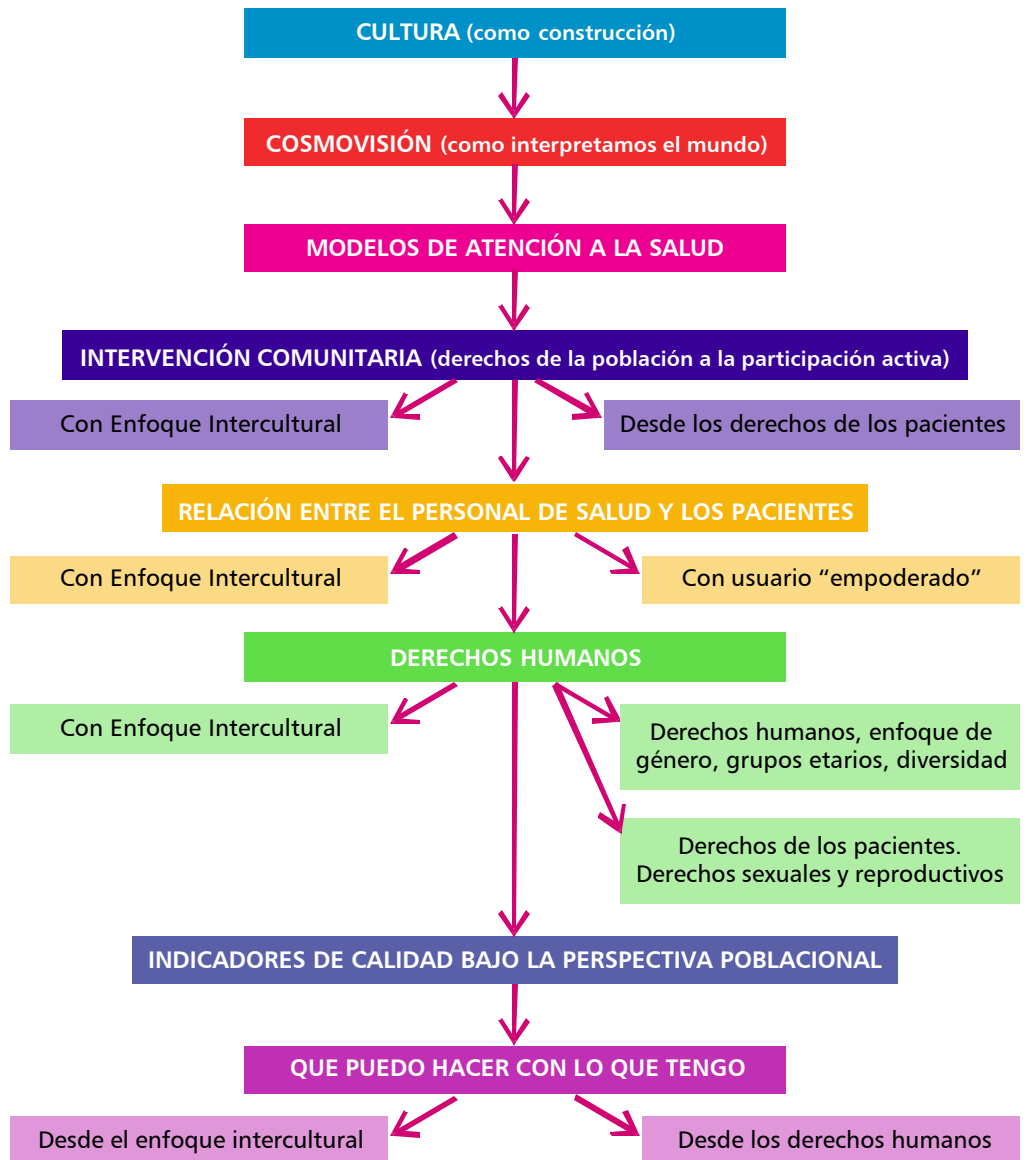 CULTURA (como construcción)
COSMOVISIÓN (como interpretamos el mundo)
MODELOS DE ATENCIÓN A LA SALUD
INTERVENCIÓN COMUNITARIA (derechos de la población a la participación activa)
Con Enfoque Intercultural
Desde los derechos de los pacientes
RELACIÓN ENTRE EL PERSONAL DE SALUD Y LOS PACIENTES
Con Enfoque Intercultural
Con usuario “empoderado”
DERECHOS HUMANOS
Con Enfoque Intercultural
Derechos humanos, enfoque de
género, grupos etarios, diversidad
Derechos de los pacientes.
Derechos sexuales y reproductivos
INDICADORES DE CALIDAD BAJO LA PERSPECTIVA POBLACIONAL
QUE PUEDO HACER CON LO QUE TENGO
Desde el enfoque intercultural
Desde los derechos humanos